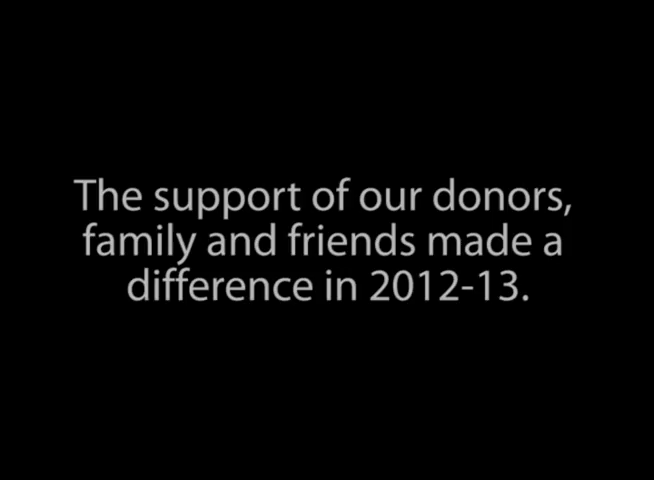 The support of our donors,
family and friends made a
difference in 2012-13.